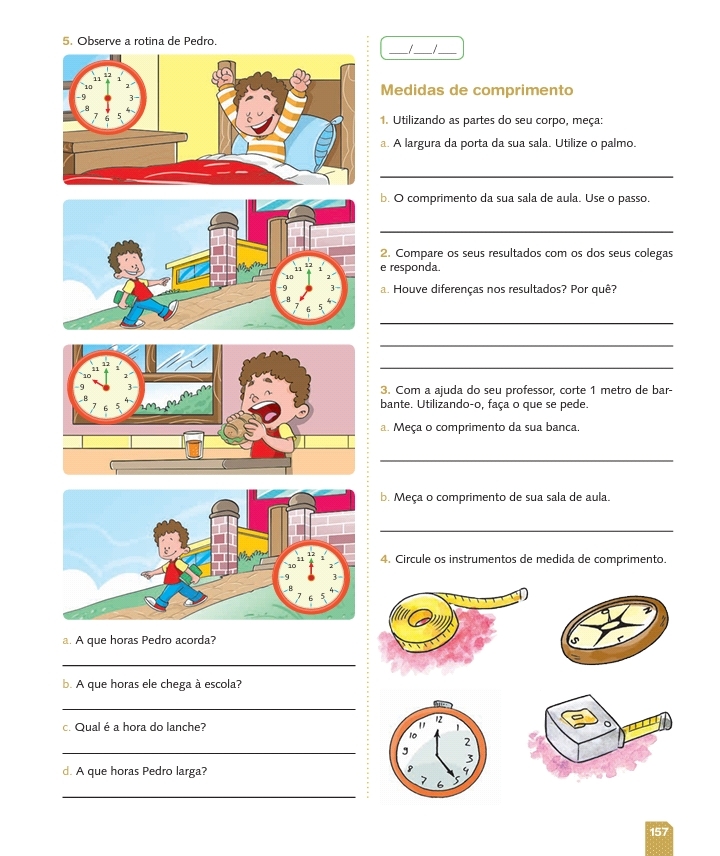 5. Observe a rotina de Pedro.
12
1
2
3
4
5
6
7
8
9
10
11
12
1
2
3
4
5
6
7
8
9
10
11
12
1
2
3
4
5
6
7
8
9
10
11
12
1
2
3
4
5
6
7
8
9
10
11
a. A que horas Pedro acorda?
b. A que horas ele chega à escola?
c. Qual é a hora do lanche?
d. A que horas Pedro larga?
___/___/___
Medidas de comprimento
1. Utilizando as partes do seu corpo, meça:
a. A largura da porta da sua sala. Utilize o palmo.
b. O comprimento da sua sala de aula. Use o passo.
2. Compare os seus resultados com os dos seus colegas
e responda.
a. Houve diferenças nos resultados? Por quê?
3. Com a ajuda do seu professor, corte 1 metro de bar-
bante. Utilizando-o, faça o que se pede.
a. Meça o comprimento da sua banca.
b. Meça o comprimento de sua sala de aula.
4. Circule os instrumentos de medida de comprimento.
N
O
S
L
12
1
2
3
4
5
6
7
8
9
10
11
157